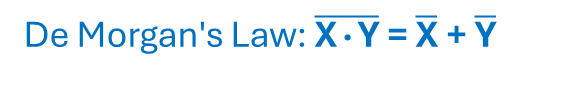 De Morgan's Law: X̅ ̅·̅ ̅Y̅ = X̅ + Y̅